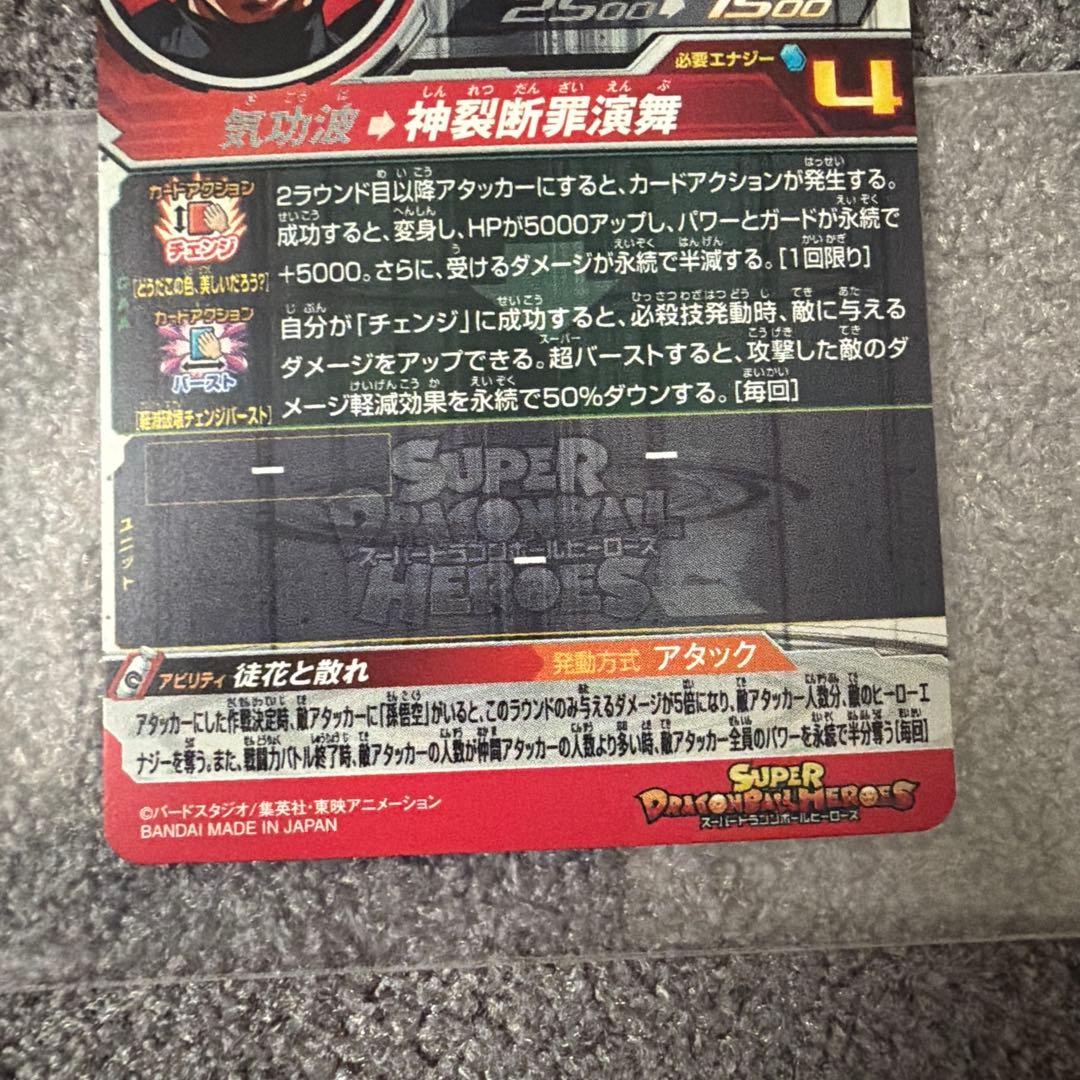 2500 1500
必要エナジー 4
気功波➡神裂断罪演舞
カードアクション
チェンジ
[どうだこの色、美しいだろう?]
2ラウンド目以降アタッカーにすると、カードアクションが発生する。
成功すると、変身し、HPが5000アップし、パワーとガードが永続で
+5000。さらに、受けるダメージが永続で半減する。[1回限り]
カードアクション
バースト
[軽減破壊チェンジバースト]
自分が「チェンジ」に成功すると、必殺技発動時、敵に与える
ダメージをアップできる。超バーストすると、攻撃した敵のダ
メージ軽減効果を永続で50%ダウンする。[毎回]
CAA
ユニット
SUPER
DRAGONBALL
スーパードラゴンボールヒーローズ
HEROES
アビリティ 徒花と散れ
発動方式 アタック
アタッカーにした作戦決定時、敵アタッカーに「孫悟空」がいると、このラウンドのみ与えるダメージが5倍になり、敵アタッカー人数分、敵のヒーローエ
ナジーを奪う。また、戦闘力バトル終了時、敵アタッカーの人数が仲間アタッカーの人数より多い時、敵アタッカー全員のパワーを永続で半分奪う[毎回]
©バードスタジオ/集英社・東映アニメーション
BANDAI MADE IN JAPAN
SUPER
DRAGONBALL HEROES
スーパードラゴンボールヒーローズ